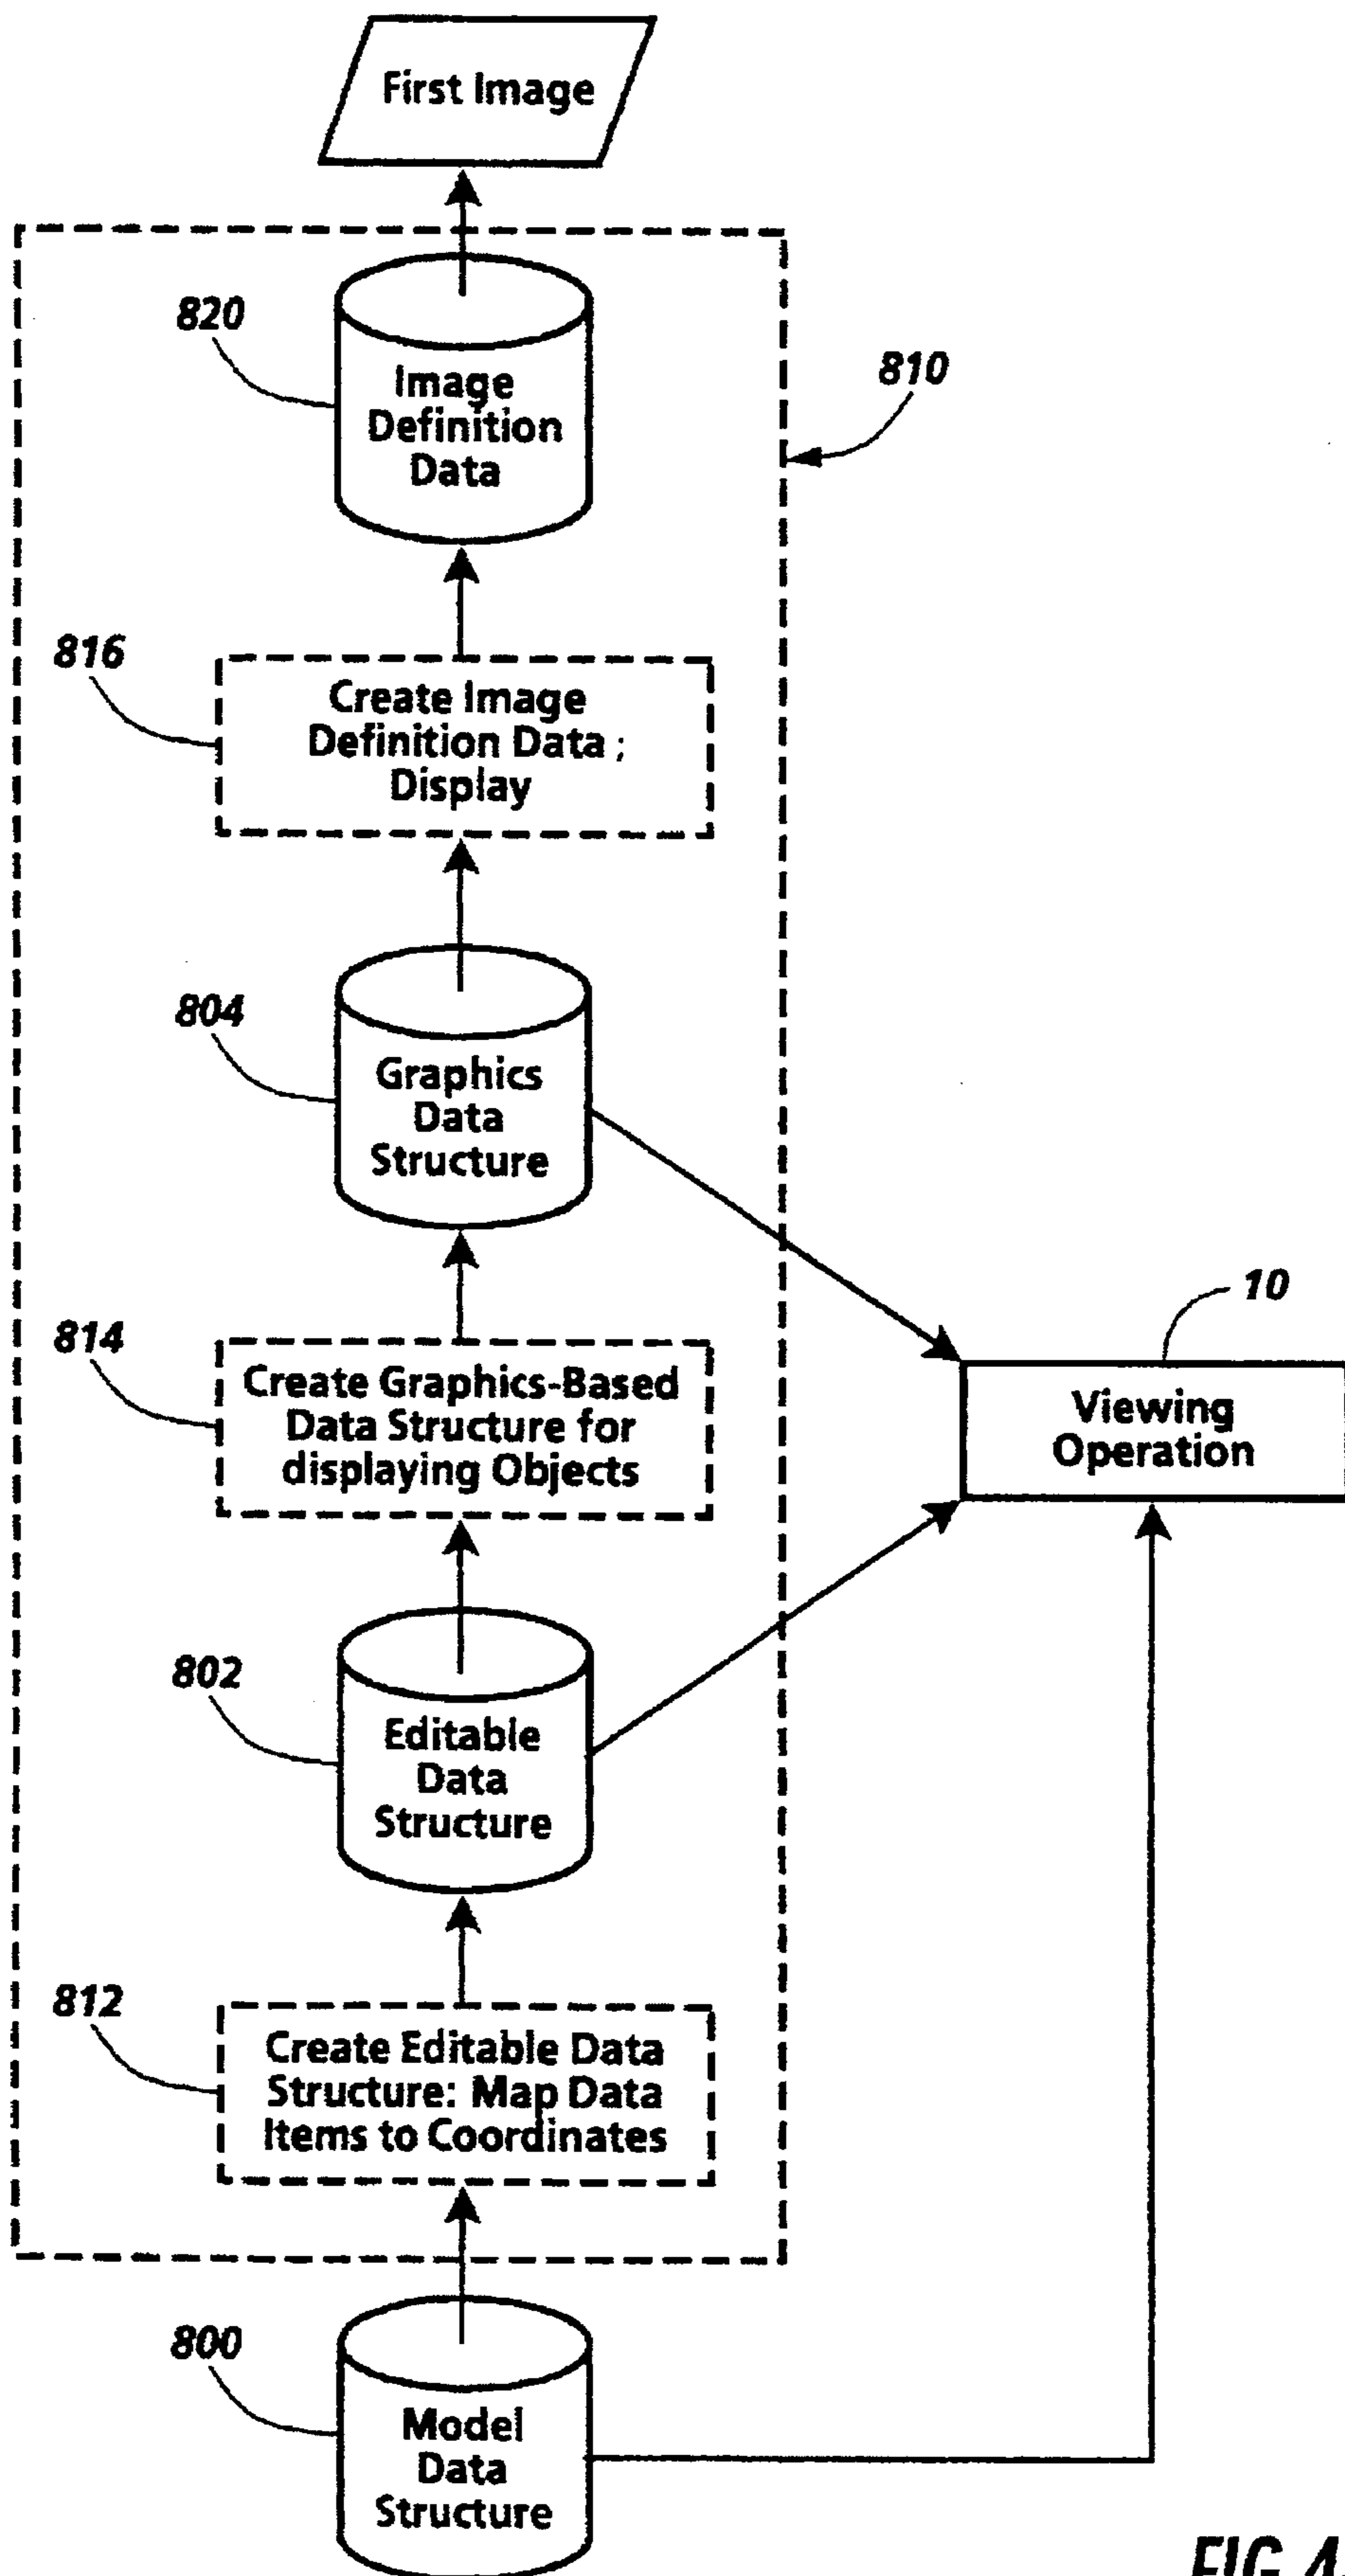 First Image
820
Image
Definition
Data
810
816
Create Image
Definition Data ;
Display
804
Graphics
Data
Structure
10
814
Create Graphics-Based
Data Structure for
displaying Objects
Viewing
Operation
802
Editable
Data
Structure
812
Create Editable Data
Structure: Map Data
Items to Coordinates
800
Model
Data
Structure
FIG. 4